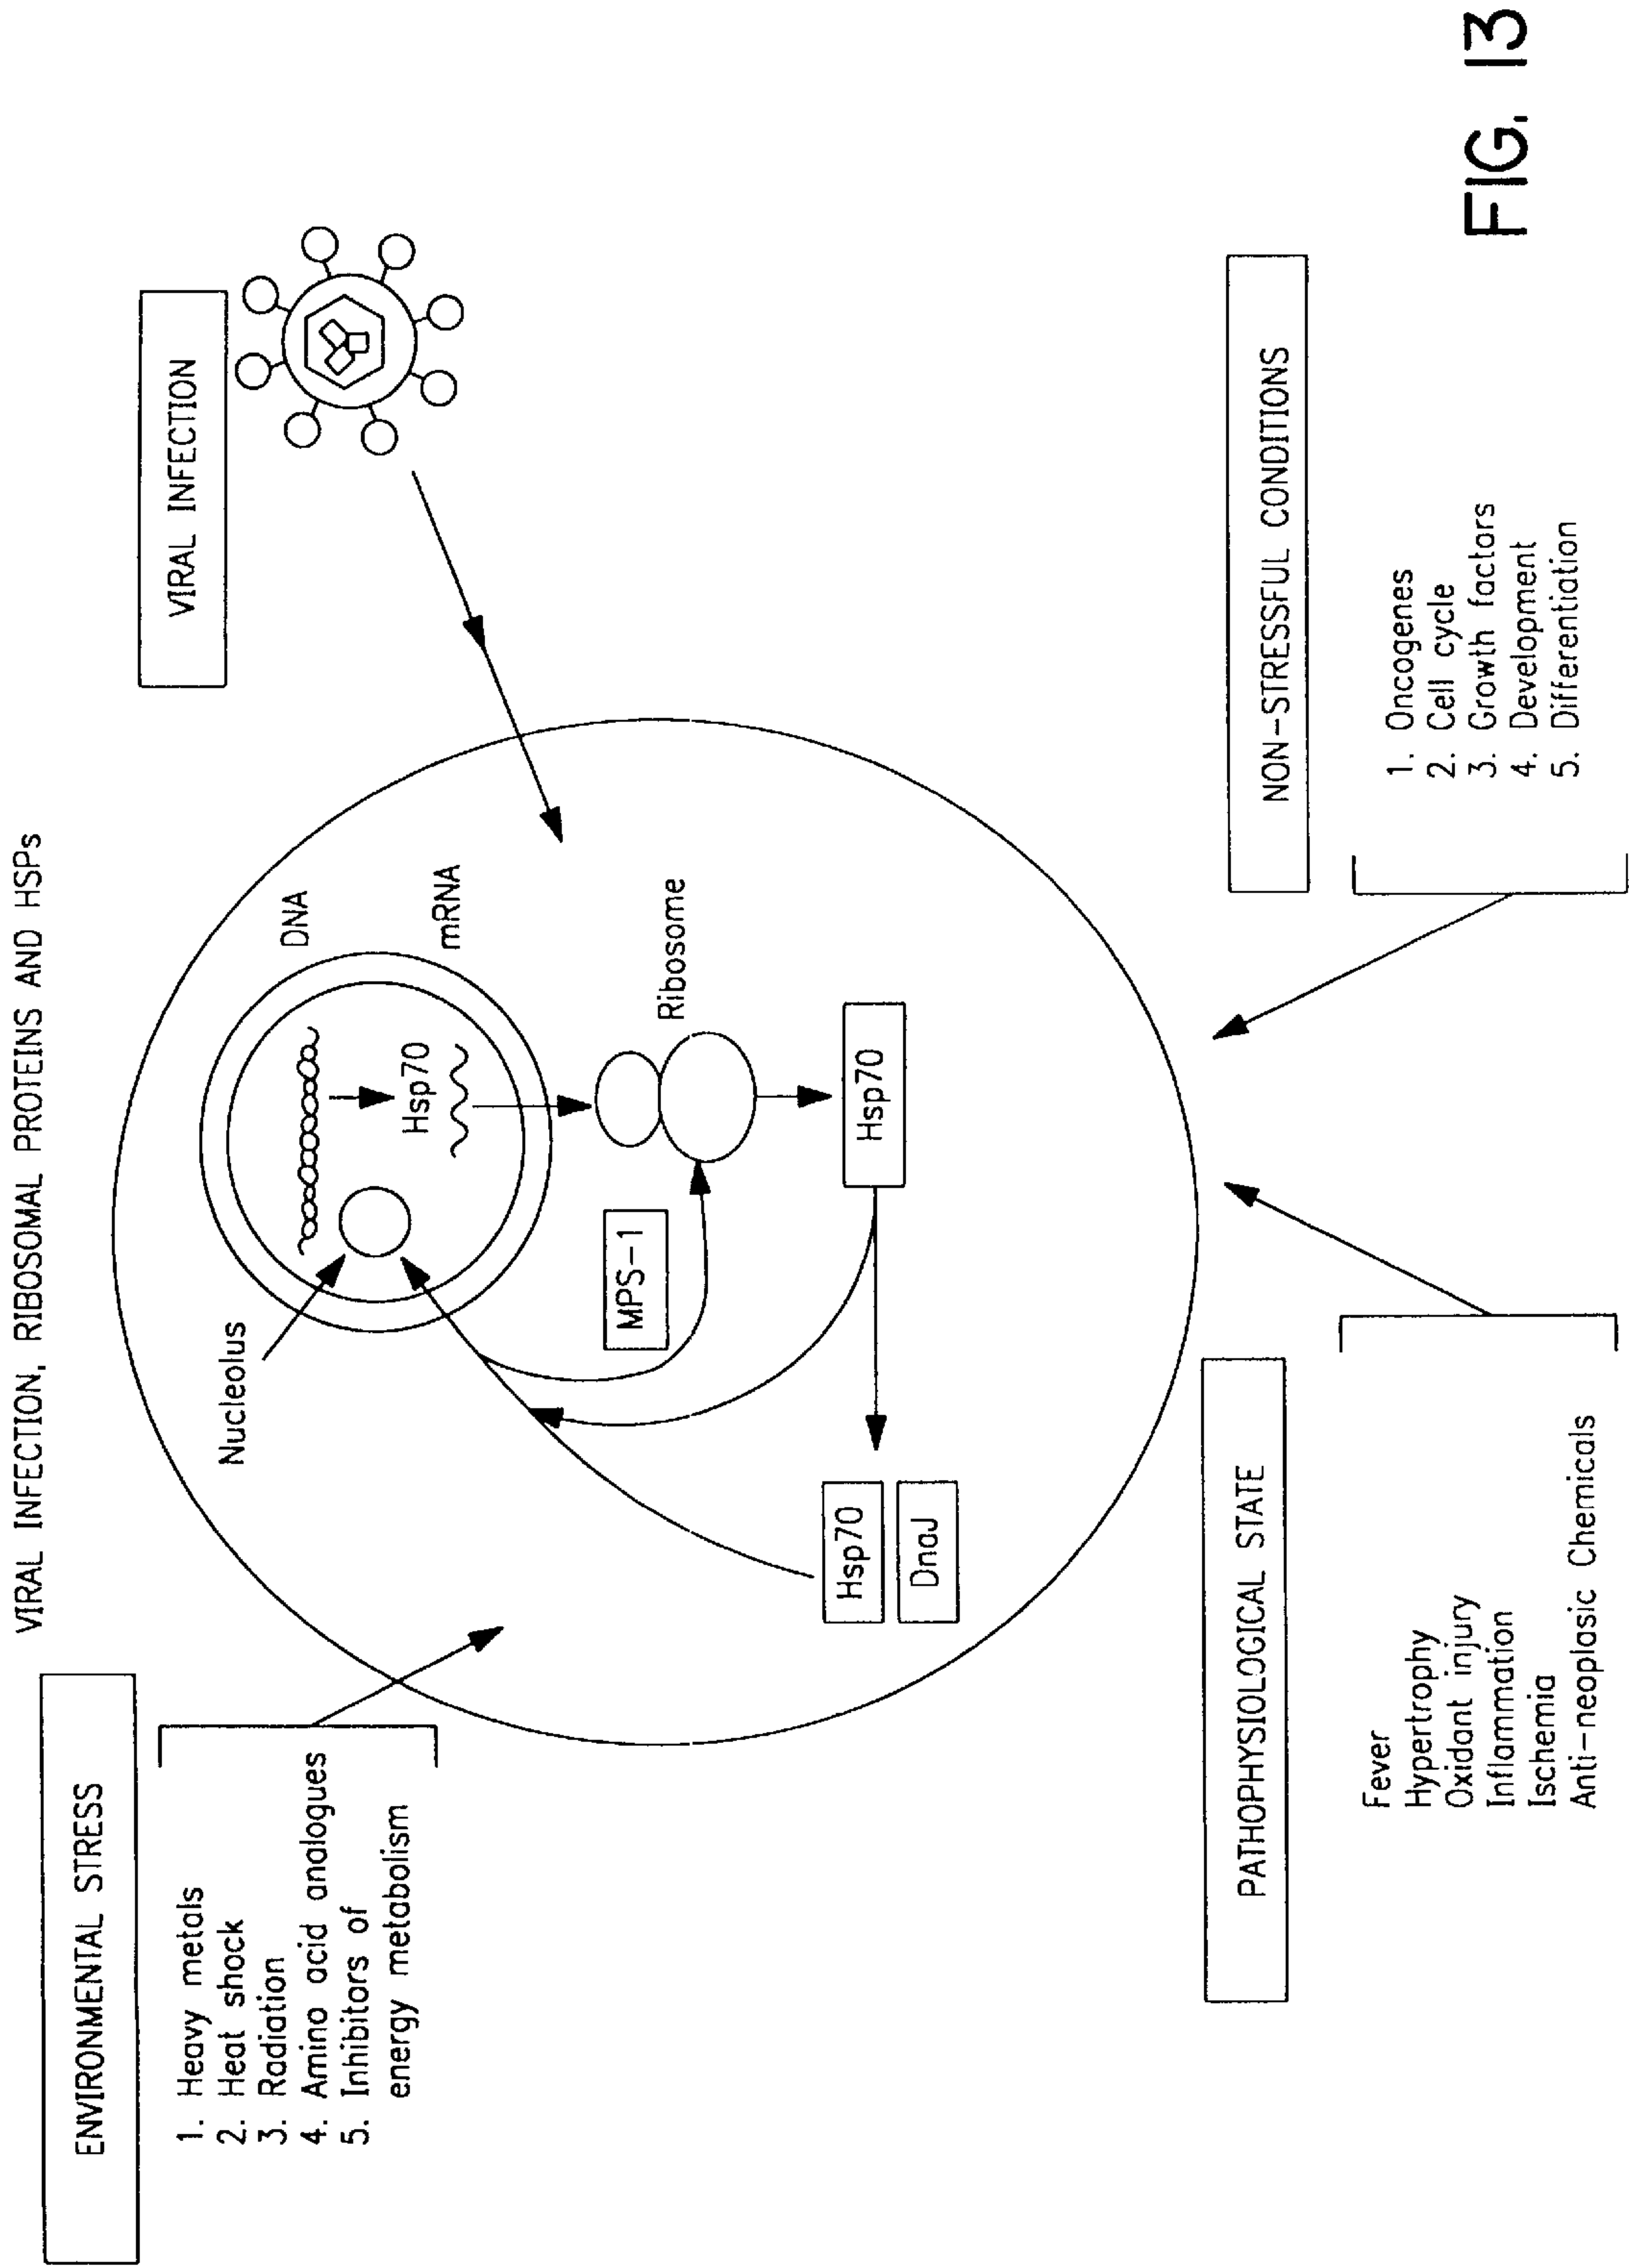 VIRAL INFECTION, RIBOSOMAL PROTEINS AND HSPs
ENVIRONMENTAL STRESS
1. Heavy metals
2. Heat shock
3. Radiation
4. Amino acid analogues
5. Inhibitors of
energy metabolism
VIRAL INFECTION
Nucleolus
DNA
Hsp70
mRNA
MPS-1
Ribosome
Hsp70
Hsp70
DnaJ
PATHOPHYSIOLOGICAL STATE
Fever
Hypertrophy
Oxidant injury
Inflammation
Ischemia
Anti-neoplasic Chemicals
NON-STRESSFUL CONDITIONS
1. Oncogenes
2. Cell cycle
3. Growth factors
4. Development
5. Differentiation
FIG. 13